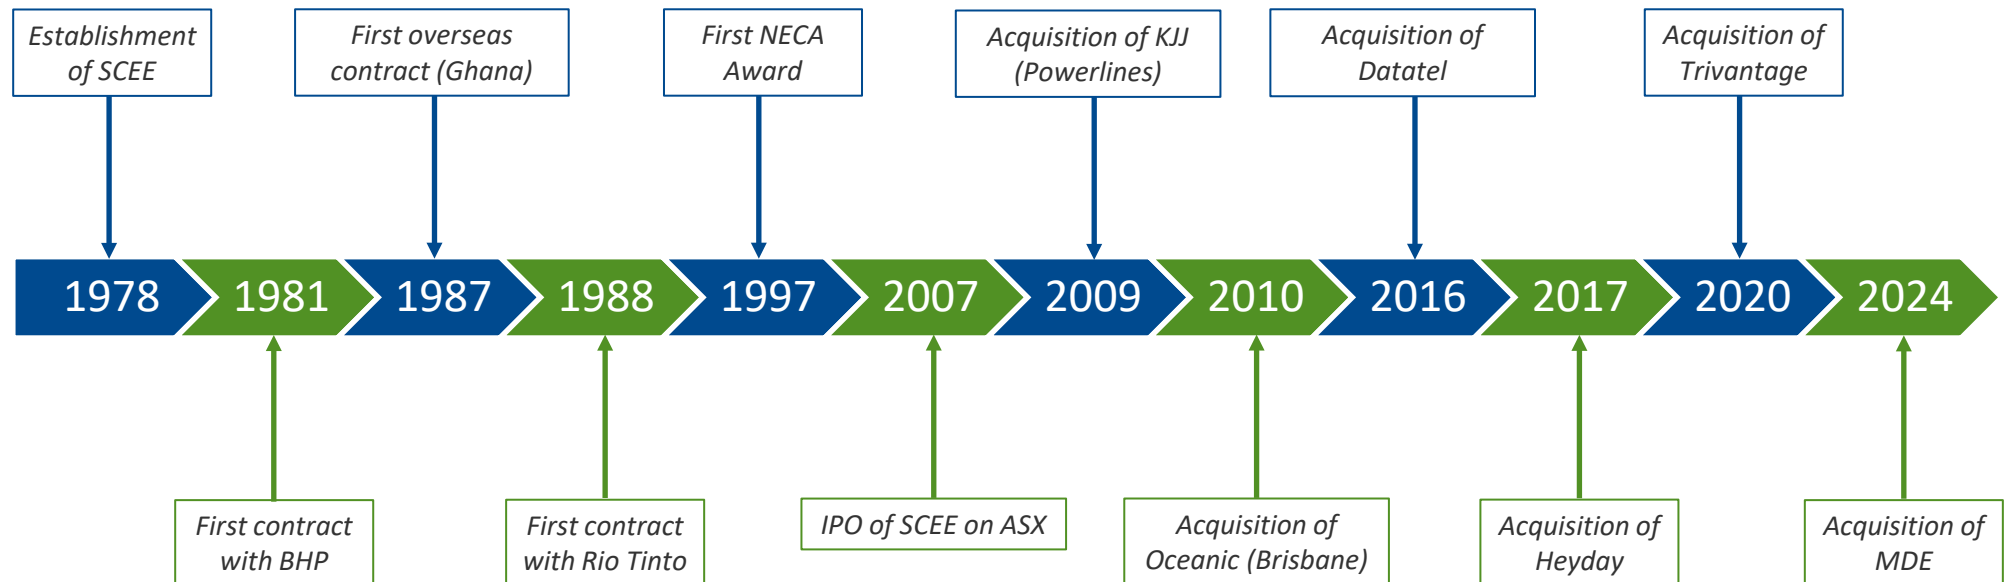 Establishment
of SCEE
First overseas
contract (Ghana)
First NECA
Award
Acquisition of KJJ
(Powerlines)
Acquisition of
Datatel
Acquisition of
Trivantage
1978
1981
1987
1988
1997
2007
2009
2010
2016
2017
2020
2024
First contract
with BHP
First contract
with Rio Tinto
IPO of SCEE on ASX
Acquisition of
Oceanic (Brisbane)
Acquisition of
Heyday
Acquisition of
MDE